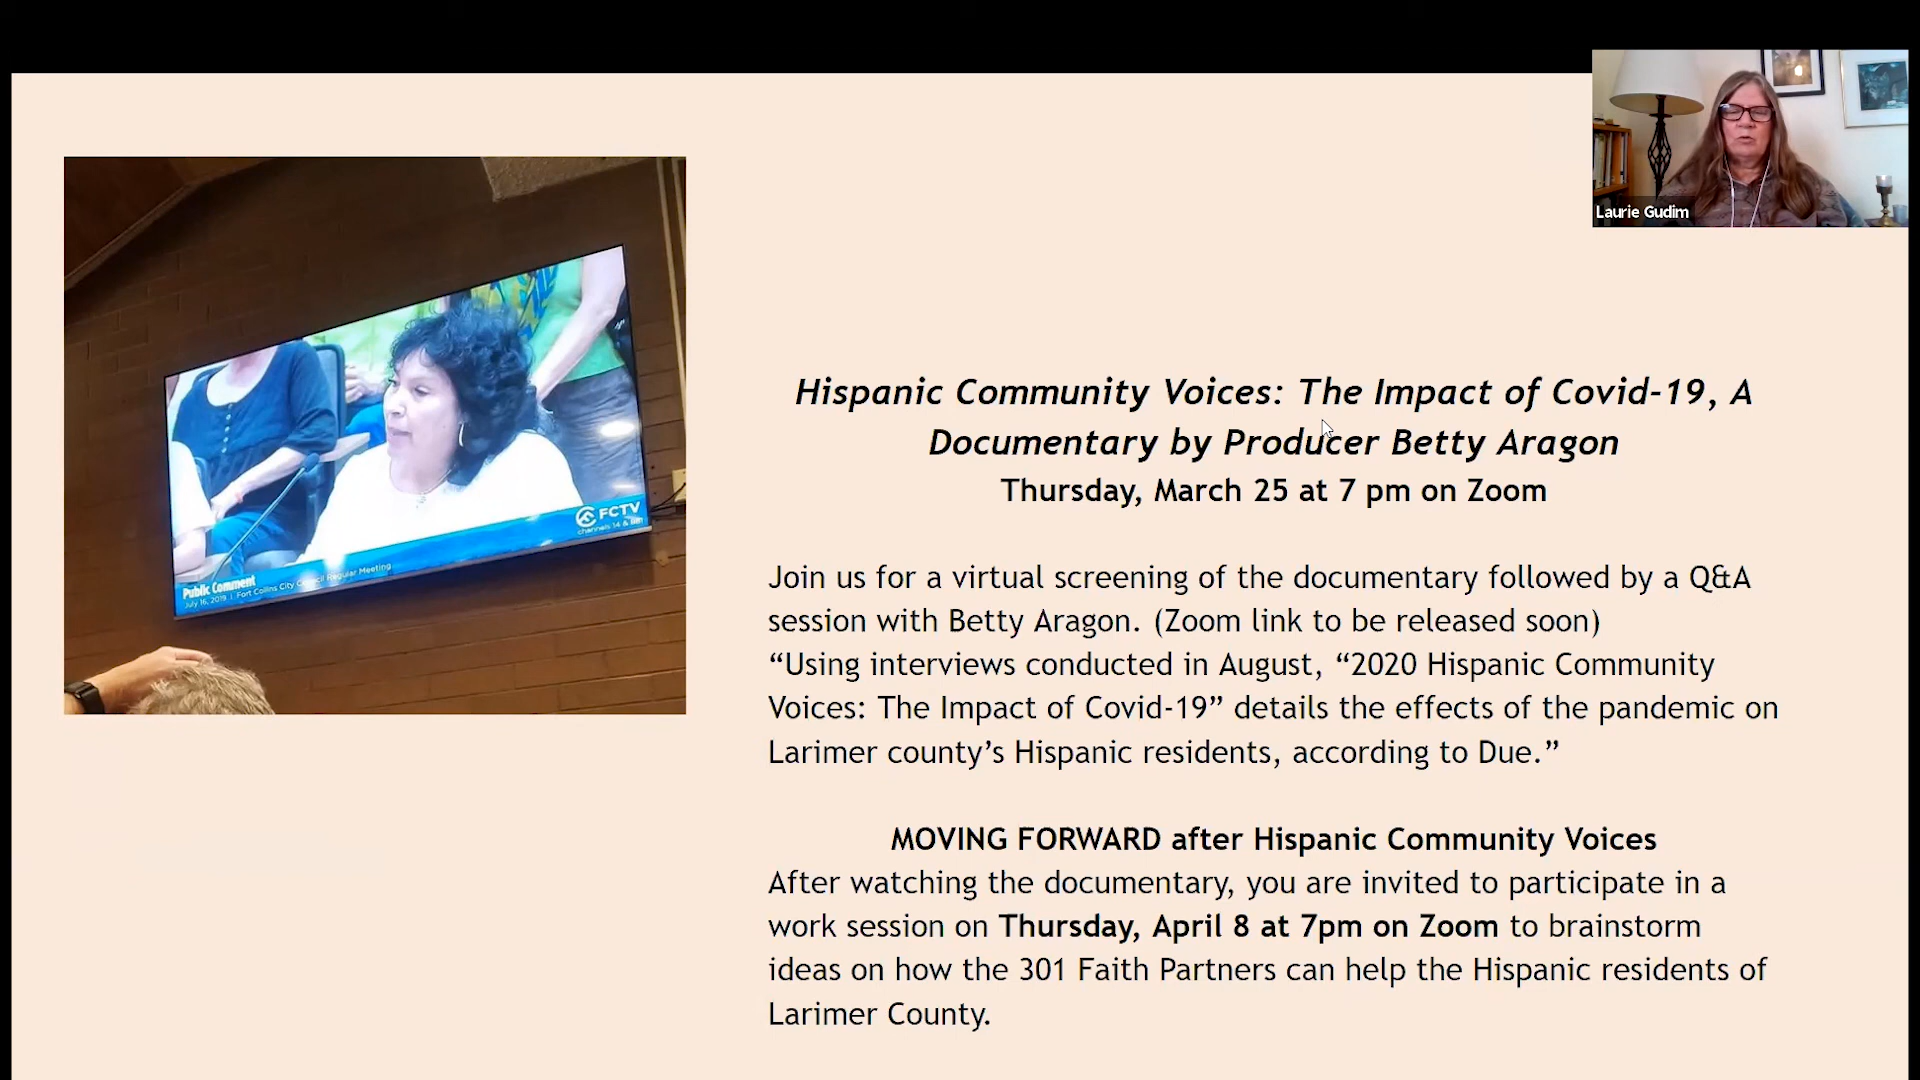 Laurie Gudim
FCTV
channels 14 &
Public Comment
July 16, 2019 | Fort Collins City Council Regular Meeting
Hispanic Community Voices: The Impact of Covid-19, A
Documentary by Producer Betty Aragon
Thursday, March 25 at 7 pm on Zoom
Join us for a virtual screening of the documentary followed by a Q&A
session with Betty Aragon. (Zoom link to be released soon)
“Using interviews conducted in August, “2020 Hispanic Community
Voices: The Impact of Covid-19” details the effects of the pandemic on
Larimer county’s Hispanic residents, according to Due.”
MOVING FORWARD after Hispanic Community Voices
After watching the documentary, you are invited to participate in a
work session on Thursday, April 8 at 7pm on Zoom to brainstorm
ideas on how the 301 Faith Partners can help the Hispanic residents of
Larimer County.